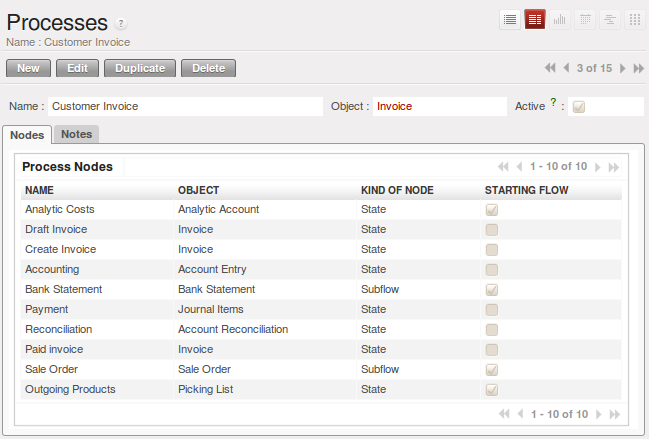 Processes ?
Name : Customer Invoice
New Edit Duplicate Delete 3 of 15
Name : Customer Invoice Object : Invoice Active ? :
Nodes Notes
Process Nodes 1 - 10 of 10
NAME OBJECT KIND OF NODE STARTING FLOW
Analytic Costs Analytic Account State
Draft Invoice Invoice State
Create Invoice Invoice State
Accounting Account Entry State
Bank Statement Bank Statement Subflow
Payment Journal Items State
Reconciliation Account Reconciliation State
Paid invoice Invoice State
Sale Order Sale Order Subflow
Outgoing Products Picking List State
1 - 10 of 10